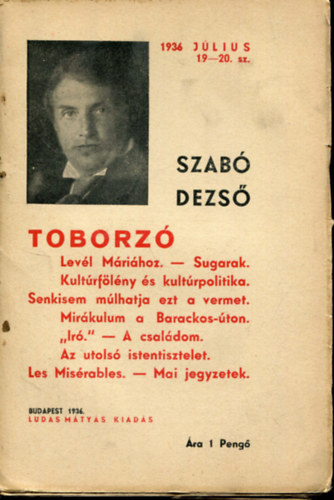 1936 JÚLIUS
19—20. sz.
SZABÓ
DEZSŐ
TOBORZÓ
Levél Máriához. — Sugarak.
Kultúrfölény és kultúrpolitika.
Senkisem múlhatja ezt a vermet.
Mirákulum a Barackos-úton.
„Iró." — A családom.
Az utolsó istentisztelet.
Les Misérables. — Mai jegyzetek.
BUDAPEST 1936.
LUDAS-MÁTYÁS KIADÁS
Ára 1 Pengő